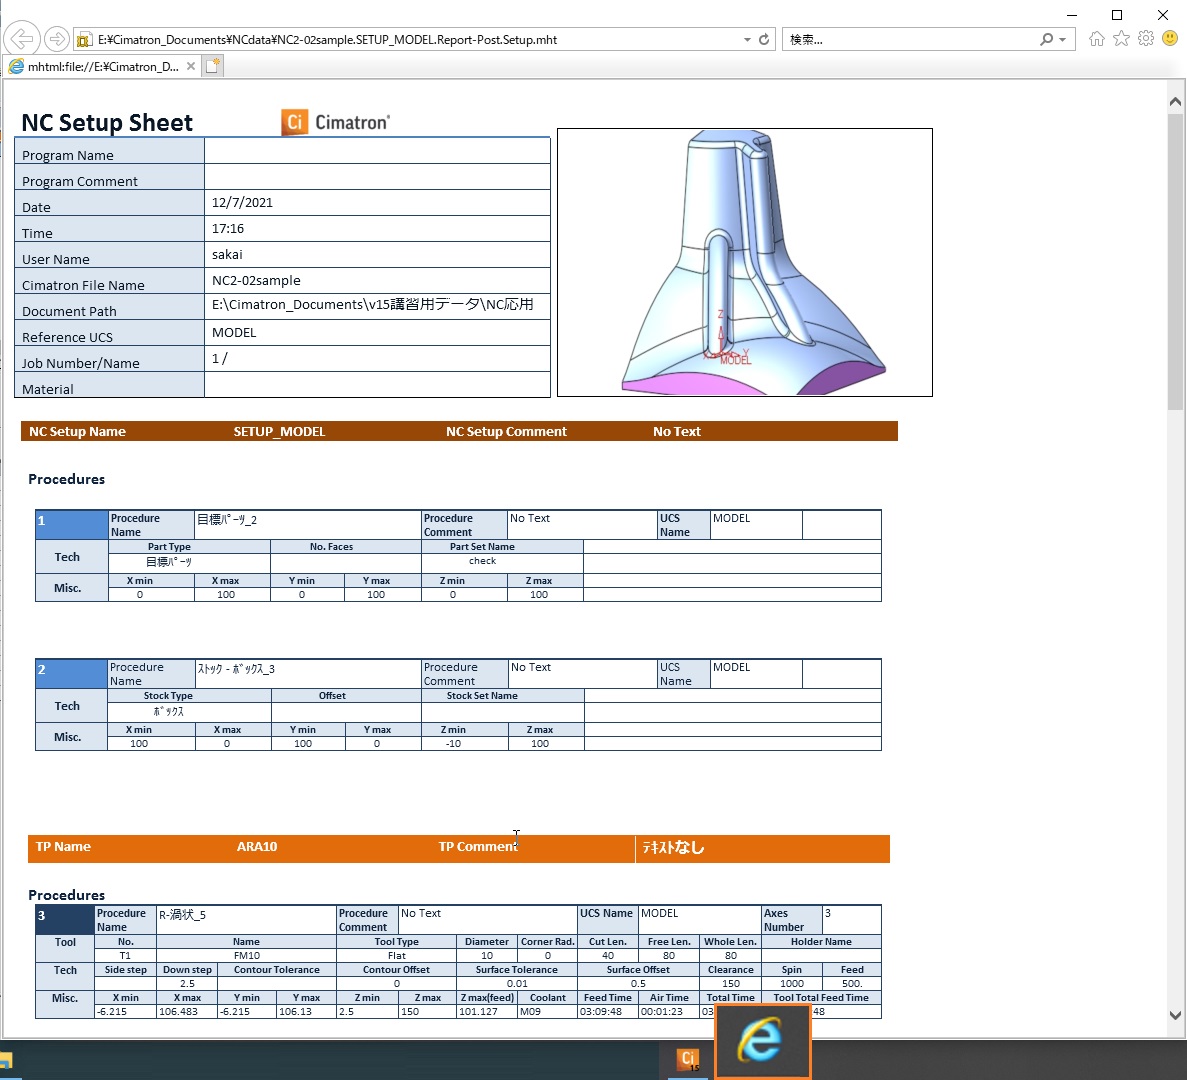 E:¥Cimatron_Documents¥NCdata¥NC2-02sample.SETUP_MODEL.Report-Post.Setup.mht
検索...
mhtml:file://E:¥Cimatron_D...
NC Setup Sheet
Ci Cimatron
Program Name
Program Comment
Date 12/7/2021
Time 17:16
User Name sakai
Cimatron File Name NC2-02sample
Document Path E:\Cimatron_Documents\v15講習用データ\NC応用
Reference UCS MODEL
Job Number/Name 1 /
Material
Z
Y
X
MODEL
NC Setup Name SETUP_MODEL NC Setup Comment No Text
Procedures
1 Procedure Name 目標ﾊﾟｰﾂ_2 Procedure Comment No Text UCS Name MODEL
Tech Part Type No. Faces Part Set Name
目標ﾊﾟｰﾂ check
Misc. X min X max Y min Y max Z min Z max
0 100 0 100 0 100
2 Procedure Name ｽﾄｯｸ - ﾎﾞｯｸｽ_3 Procedure Comment No Text UCS Name MODEL
Tech Stock Type Offset Stock Set Name
ﾎﾞｯｸｽ
Misc. X min X max Y min Y max Z min Z max
100 0 100 0 -10 100
TP Name ARA10 TP Comment ﾃｷｽﾄなし
Procedures
3 Procedure Name R-渦状_5 Procedure Comment No Text UCS Name MODEL Axes Number 3
Tool No. Name Tool Type Diameter Corner Rad. Cut Len. Free Len. Whole Len. Holder Name
T1 FM10 Flat 10 0 40 80 80
Tech Side step Down step Contour Tolerance Contour Offset Surface Tolerance Surface Offset Clearance Spin Feed
2.5 0 0.01 0.5 150 1000 500.
Misc. X min X max Y min Y max Z min Z max Z max(feed) Coolant Feed Time Air Time Total Time Tool Total Feed Time
-6.215 106.483 -6.215 106.13 2.5 150 101.127 M09 03:09:48 00:01:23 03 48
Ci
15